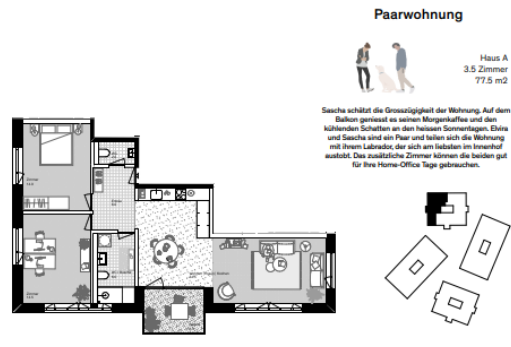 Paarwohnung
Haus A
3.5 Zimmer
77.5 m2
Sascha schätzt die Grosszügigkeit der Wohnung. Auf dem
Balkon geniesst es seinen Morgenkaffee und den
kühlenden Schatten an den heissen Sonnentagen. Elvira
und Sascha sind ein Paar und teilen sich die Wohnung
mit ihrem Labrador, der sich am liebsten im Innenhof
austobt. Das zusätzliche Zimmer können die beiden gut
für Ihre Home-Office Tage gebrauchen.
Zimmer
Zimmer